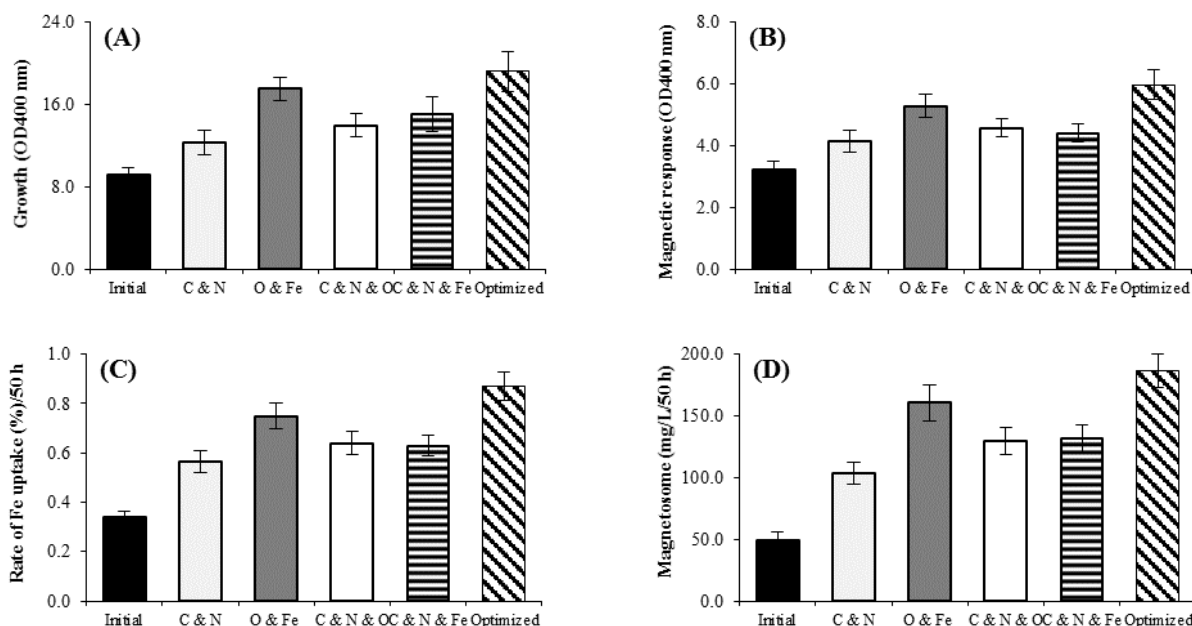 (A)
Growth (OD400 nm)
24.0
16.0
8.0
0.0
Initial C & N O & Fe C & N & O C & N & Fe Optimized
(B)
Magnetic response (OD400 nm)
8.0
6.0
4.0
2.0
0.0
Initial C & N O & Fe C & N & O C & N & Fe Optimized
(C)
Rate of Fe uptake (%)/50 h
1.0
0.8
0.6
0.4
0.2
0.0
Initial C & N O & Fe C & N & O C & N & Fe Optimized
(D)
Magnetosome (mg/L/50 h)
200.0
150.0
100.0
50.0
0.0
Initial C & N O & Fe C & N & O C & N & Fe Optimized